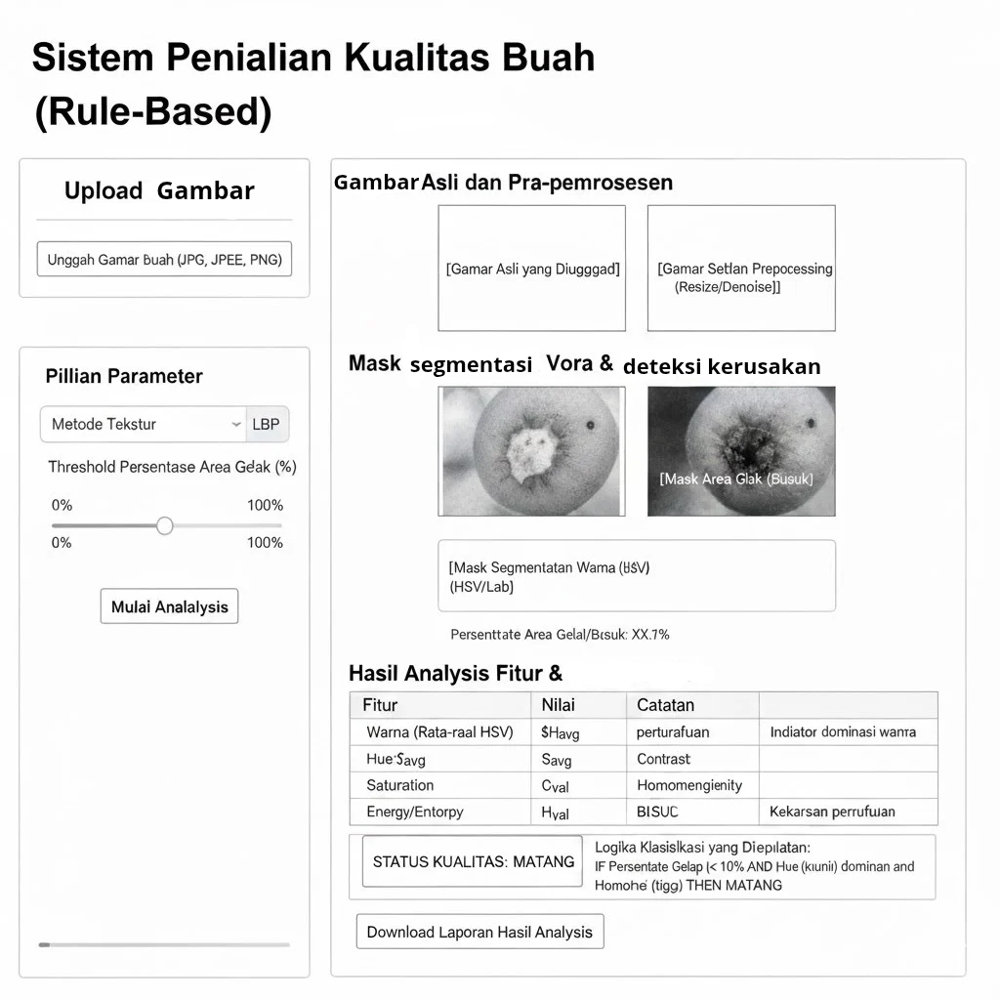 Sistem Penialian Kualitas Buah
(Rule-Based)
Upload Gambar
Unggah Gamar Buah (JPG, JPEE, PNG)
Pillian Parameter
Metode Tekstur LBP
Threshold Persentase Area Gelak (%)
0% 100%
0% 100%
Mulai Analalysis
Gambar Asli dan Pra-pemrosesen
[Gamar Asli yang Diugggad]
[Gamar Setlan Prepocessing
(Resize/Denoise]]
Mask segmentasi Vora & deteksi kerusakan
[Mask Area Glak (Busuk)]
[Mask Segmentatan Wama (HSV)
(HSV/Lab]
Persenttate Area Gelal/Busuk: XX.1%
Hasil Analysis Fitur &
Fitur Nilai Catatan
Warna (Rata-raal HSV) $Havg perturafuan Indiator dominasi warra
Hue $avg Savg Contrast
Saturation Cval Homomengienity
Energy/Entorpy Hval BISUC Kekarsan perrufuan
STATUS KUALITAS: MATANG
Logika Klasislkasi yang Diepılatan:
IF Persentate Gelap (< 10% AND Hue (kunii) dominan and
Homohe (tigg) THEN MATANG
Download Laporan Hasil Analysis